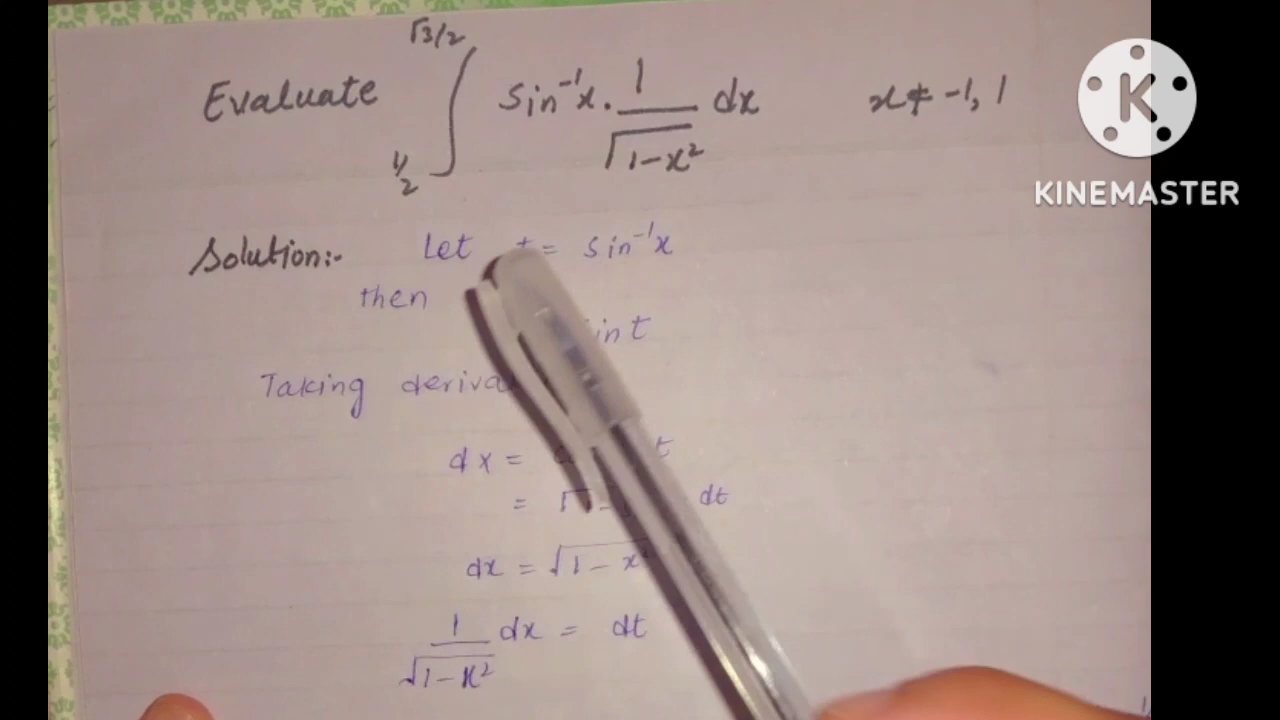 Evaluate ∫_{1/2}^{√3/2} sin⁻¹x · 1/√(1-x²) dx x ≠ -1, 1
KINEMASTER
Solution:- Let t = sin⁻¹x
then
int
Taking deriva
dx = t
= √ dt
dx = √(1-x²
1/√(1-x²) dx = dt